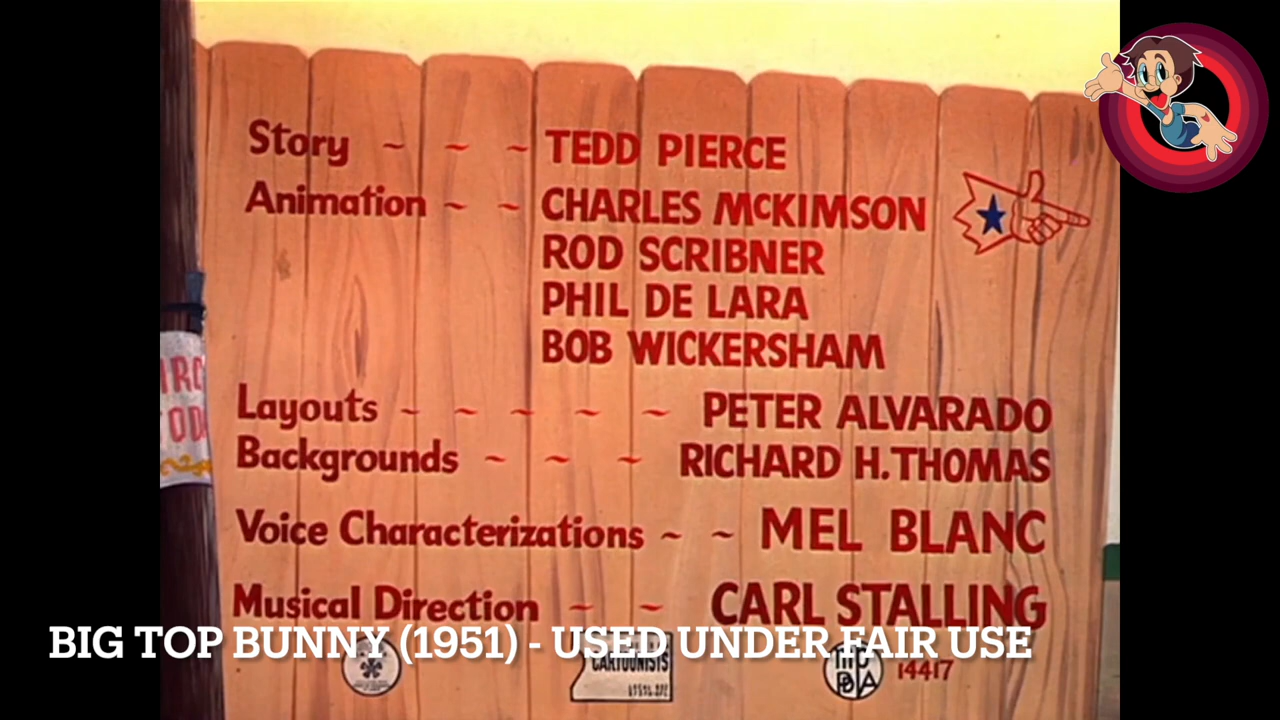 Story ~ ~ ~ TEDD PIERCE
Animation ~ ~ CHARLES McKIMSON
ROD SCRIBNER
PHIL DE LARA
BOB WICKERSHAM
Layouts ~ ~ ~ ~ ~ PETER ALVARADO
Backgrounds ~ ~ ~ RICHARD H. THOMAS
Voice Characterizations ~ ~ MEL BLANC
Musical Direction ~ ~ CARL STALLING
BIG TOP BUNNY (1951) - USED UNDER FAIR USE
CARTOONISTS
14417